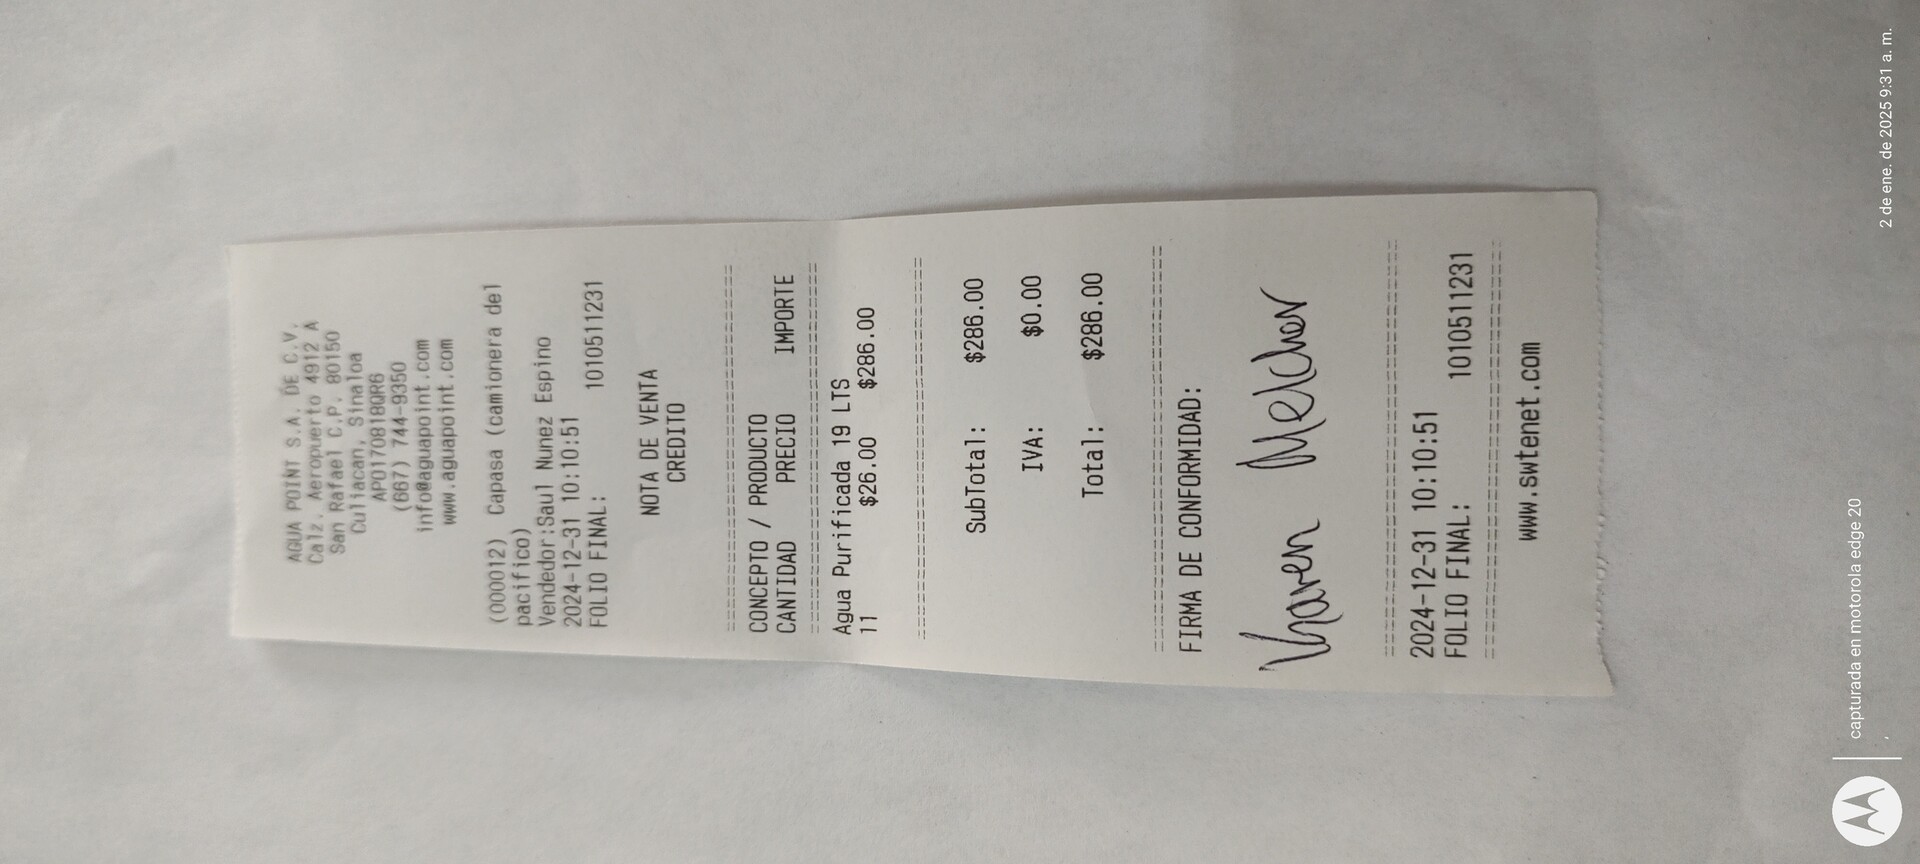 AGUA POINT S.A. DE C.V.
Calz. Aeropuerto 4912 A
San Rafael C.P. 80150
Culiacan, Sinaloa
APO170818QR6
(667) 744-9350
info@aguapoint.com
www.aguapoint.com
(000012) Capasa (camionera del
pacifico)
Vendedor:Saul Nunez Espino
2024-12-31 10:10:51
FOLIO FINAL: 1010511231
NOTA DE VENTA
CREDITO
CONCEPTO / PRODUCTO
CANTIDAD PRECIO IMPORTE
Agua Purificada 19 LTS
11 $26.00 $286.00
SubTotal: $286.00
IVA: $0.00
Total: $286.00
FIRMA DE CONFORMIDAD:
Karen Melchor
2024-12-31 10:10:51
FOLIO FINAL: 1010511231
www.swtenet.com
capturada en motorola edge 20
2 de ene. de 2025 9:31 a. m.